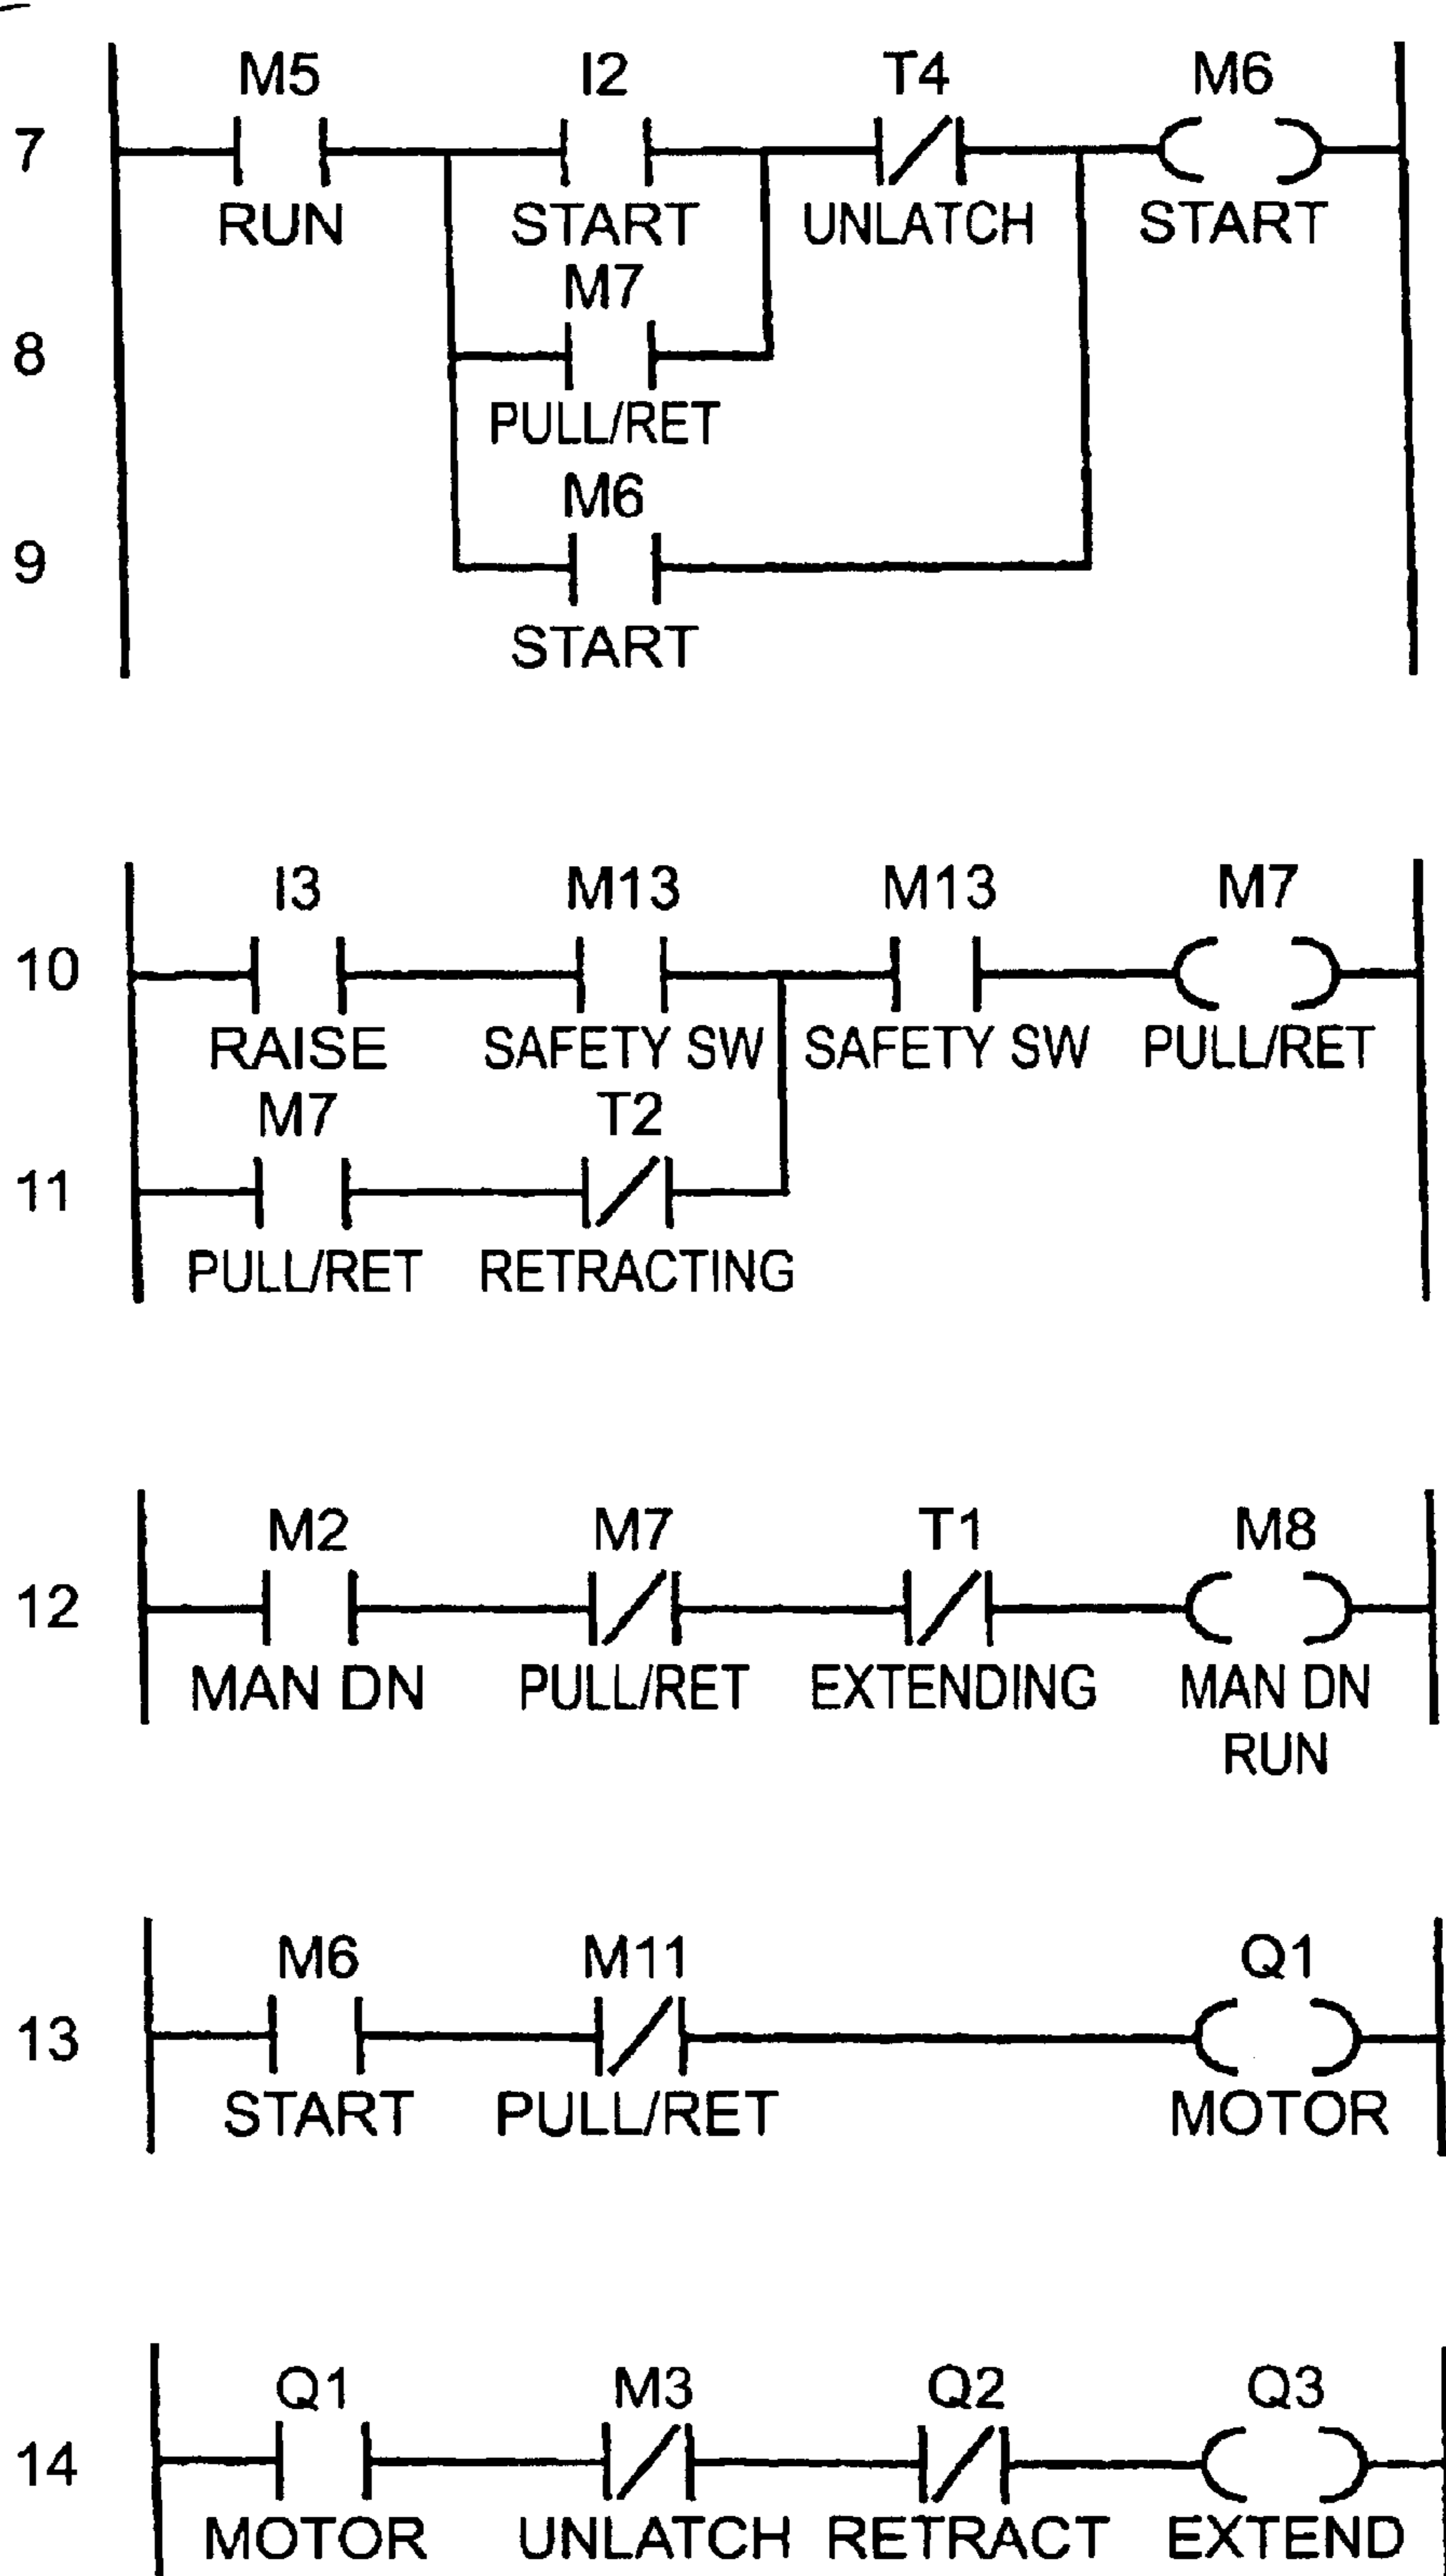 M5 I2 T4 M6
7
RUN START UNLATCH START
M7
8
PULL/RET
M6
9
START
I3 M13 M13 M7
10
RAISE SAFETY SW SAFETY SW PULL/RET
M7 T2
11
PULL/RET RETRACTING
M2 M7 T1 M8
12
MAN DN PULL/RET EXTENDING MAN DN
RUN
M6 M11 Q1
13
START PULL/RET MOTOR
Q1 M3 Q2 Q3
14
MOTOR UNLATCH RETRACT EXTEND